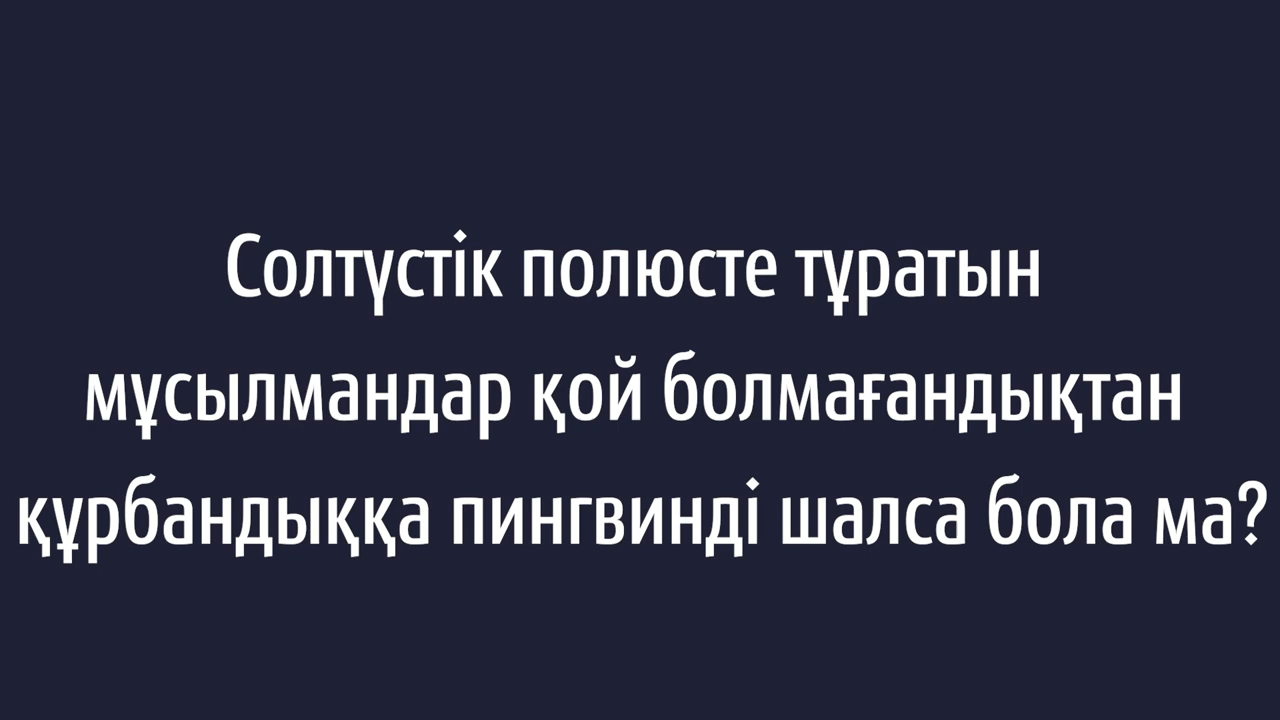 Солтүстік полюсте тұратын
мұсылмандар қой болмағандықтан
құрбандыққа пингвинді шалса бола ма?